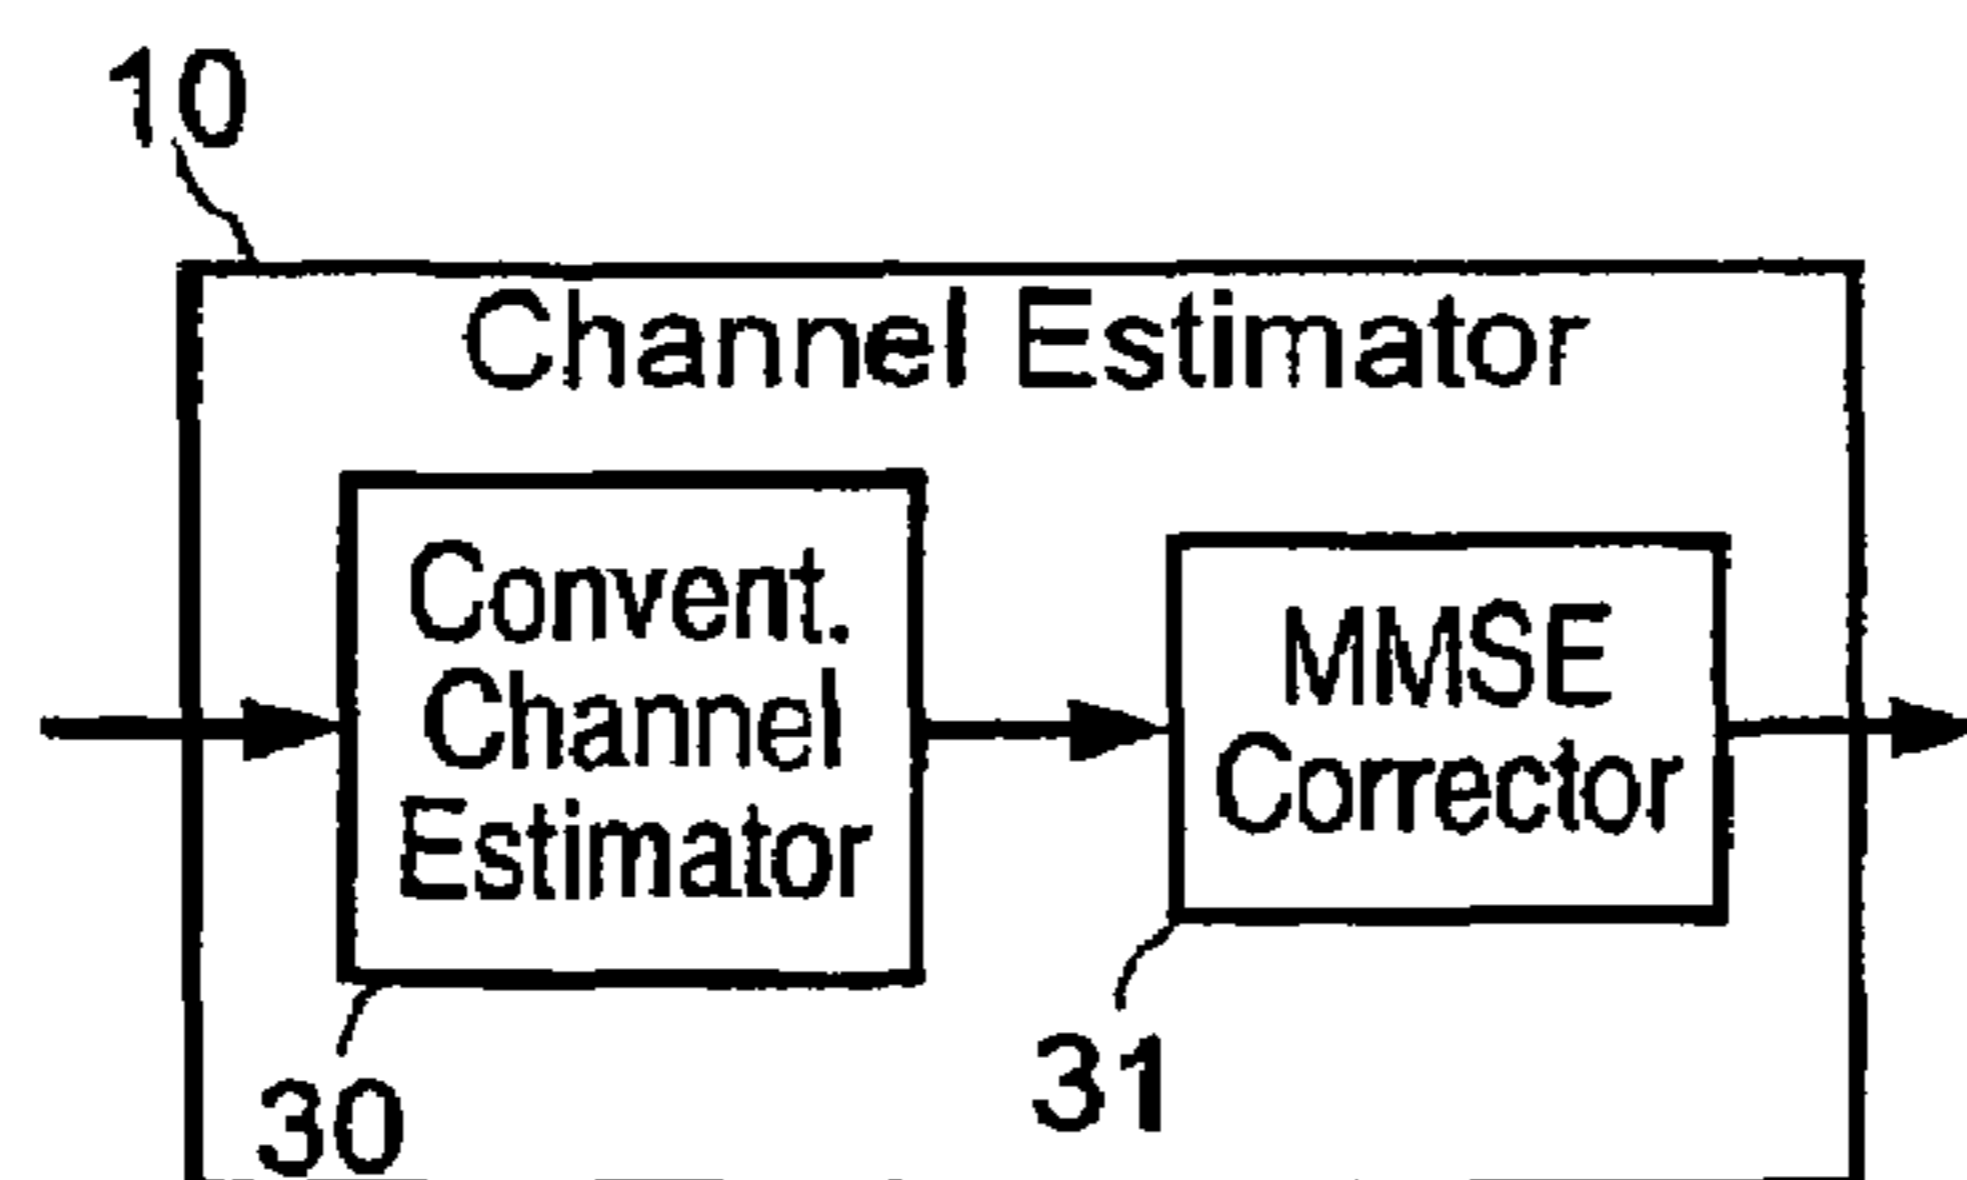 10
Channel Estimator
Convent.
Channel
Estimator
MMSE
Corrector
30
31